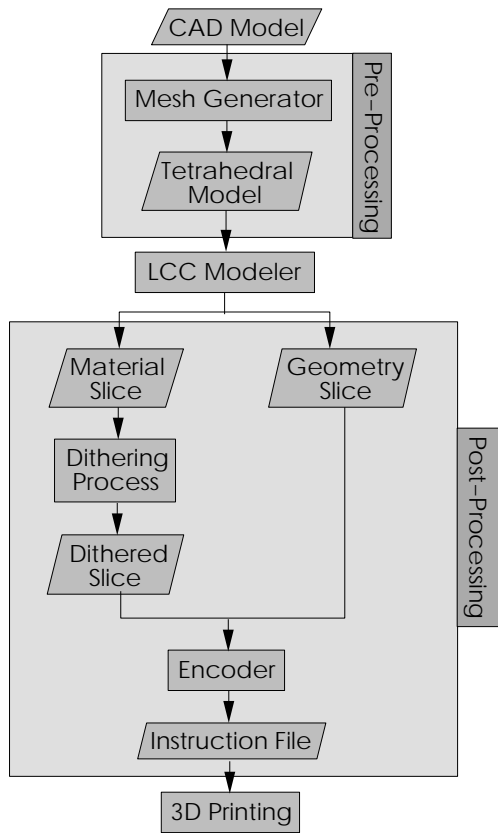 CAD Model
Pre-Processing
Mesh Generator
Tetrahedral
Model
LCC Modeler
Material
Slice
Geometry
Slice
Dithering
Process
Post-Processing
Dithered
Slice
Encoder
Instruction File
3D Printing